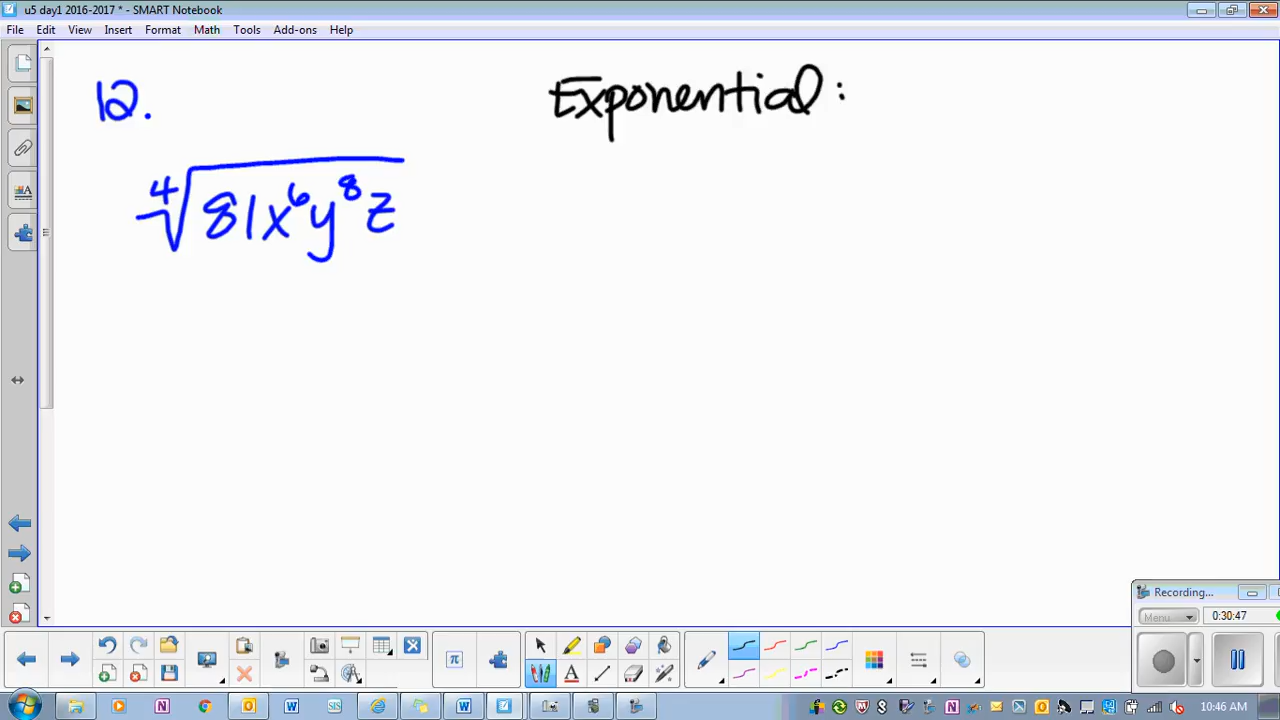 u5 day1 2016-2017 * - SMART Notebook
File Edit View Insert Format Math Tools Add-ons Help
12.
Exponential:
∜81x⁶y⁸z
Recording...
Menu
0:30:47
10:46 AM